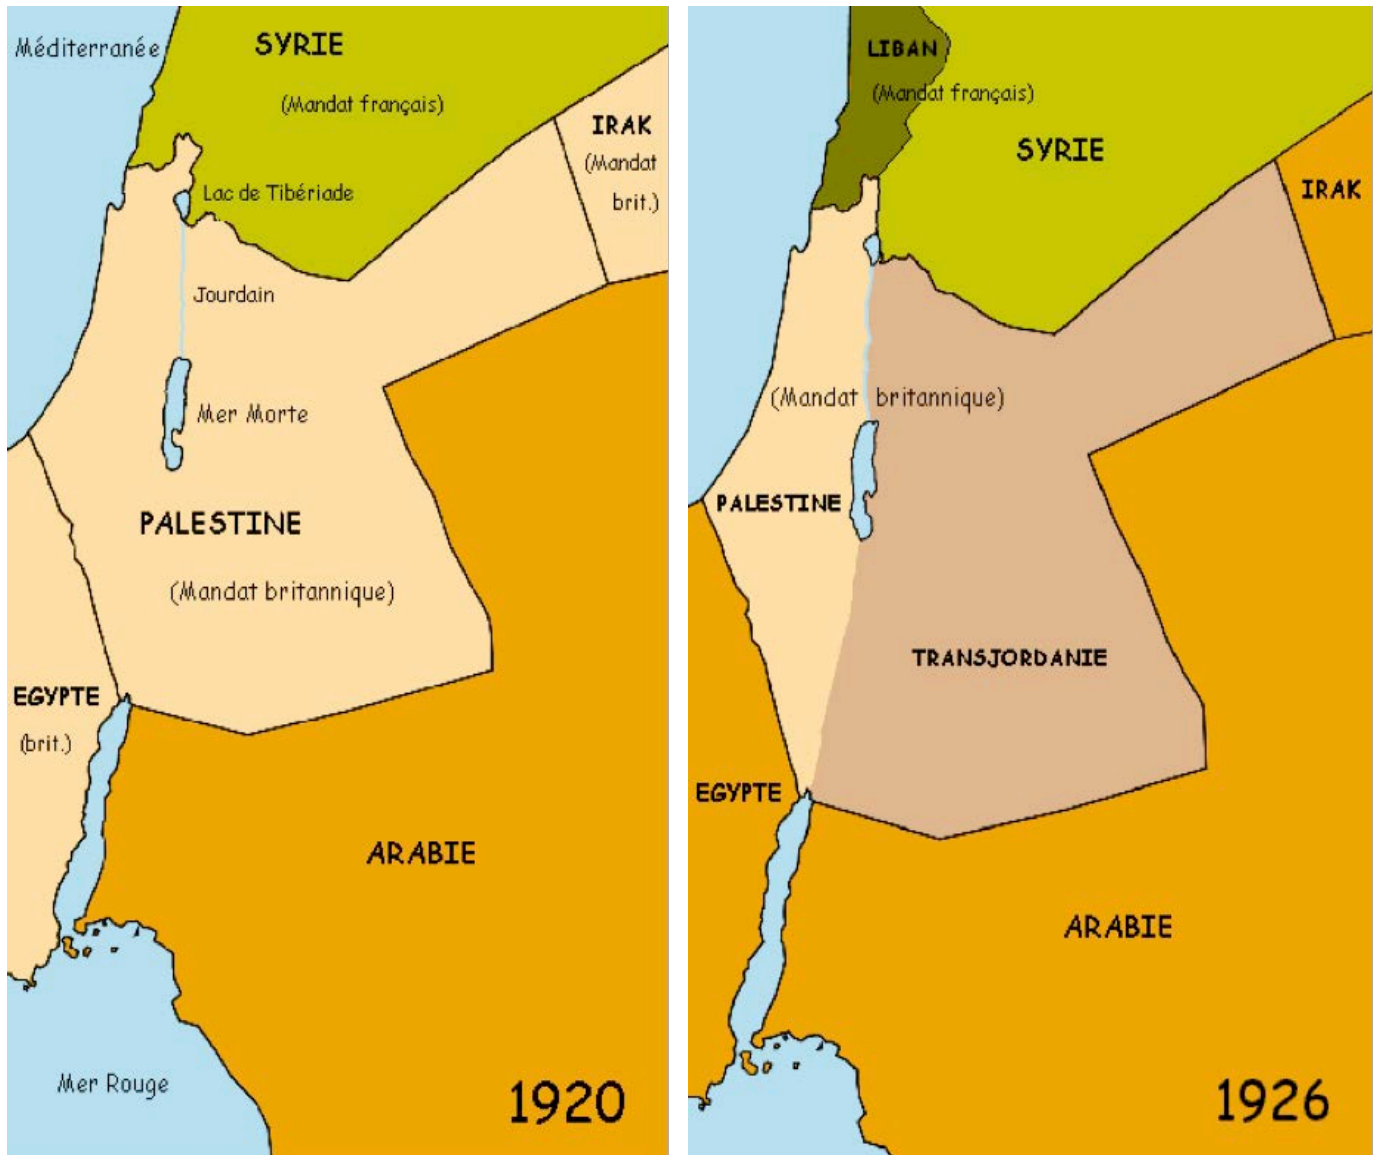 Méditerranée
SYRIE
(Mandat français)
IRAK
(Mandat
brit.)
Lac de Tibériade
Jourdain
Mer Morte
PALESTINE
(Mandat britannique)
EGYPTE
(brit.)
ARABIE
Mer Rouge
1920
LIBAN
(Mandat français)
SYRIE
IRAK
(Mandat britannique)
PALESTINE
TRANSJORDANIE
EGYPTE
ARABIE
1926